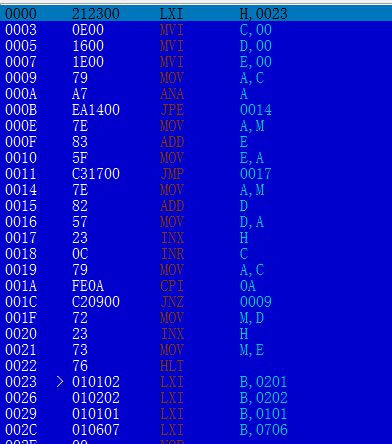 0000 212300 LXI H,0023
0003 0E00 MVI C,00
0005 1600 MVI D,00
0007 1E00 MVI E,00
0009 79 MOV A,C
000A A7 ANA A
000B EA1400 JPE 0014
000E 7E MOV A,M
000F 83 ADD E
0010 5F MOV E,A
0011 C31700 JMP 0017
0014 7E MOV A,M
0015 82 ADD D
0016 57 MOV D,A
0017 23 INX H
0018 0C INR C
0019 79 MOV A,C
001A FE0A CPI 0A
001C C20900 JNZ 0009
001F 72 MOV M,D
0020 23 INX H
0021 73 MOV M,E
0022 76 HLT
0023 > 010102 LXI B,0201
0026 010202 LXI B,0202
0029 010101 LXI B,0101
002C 010607 LXI B,0706
002F 00 NOP